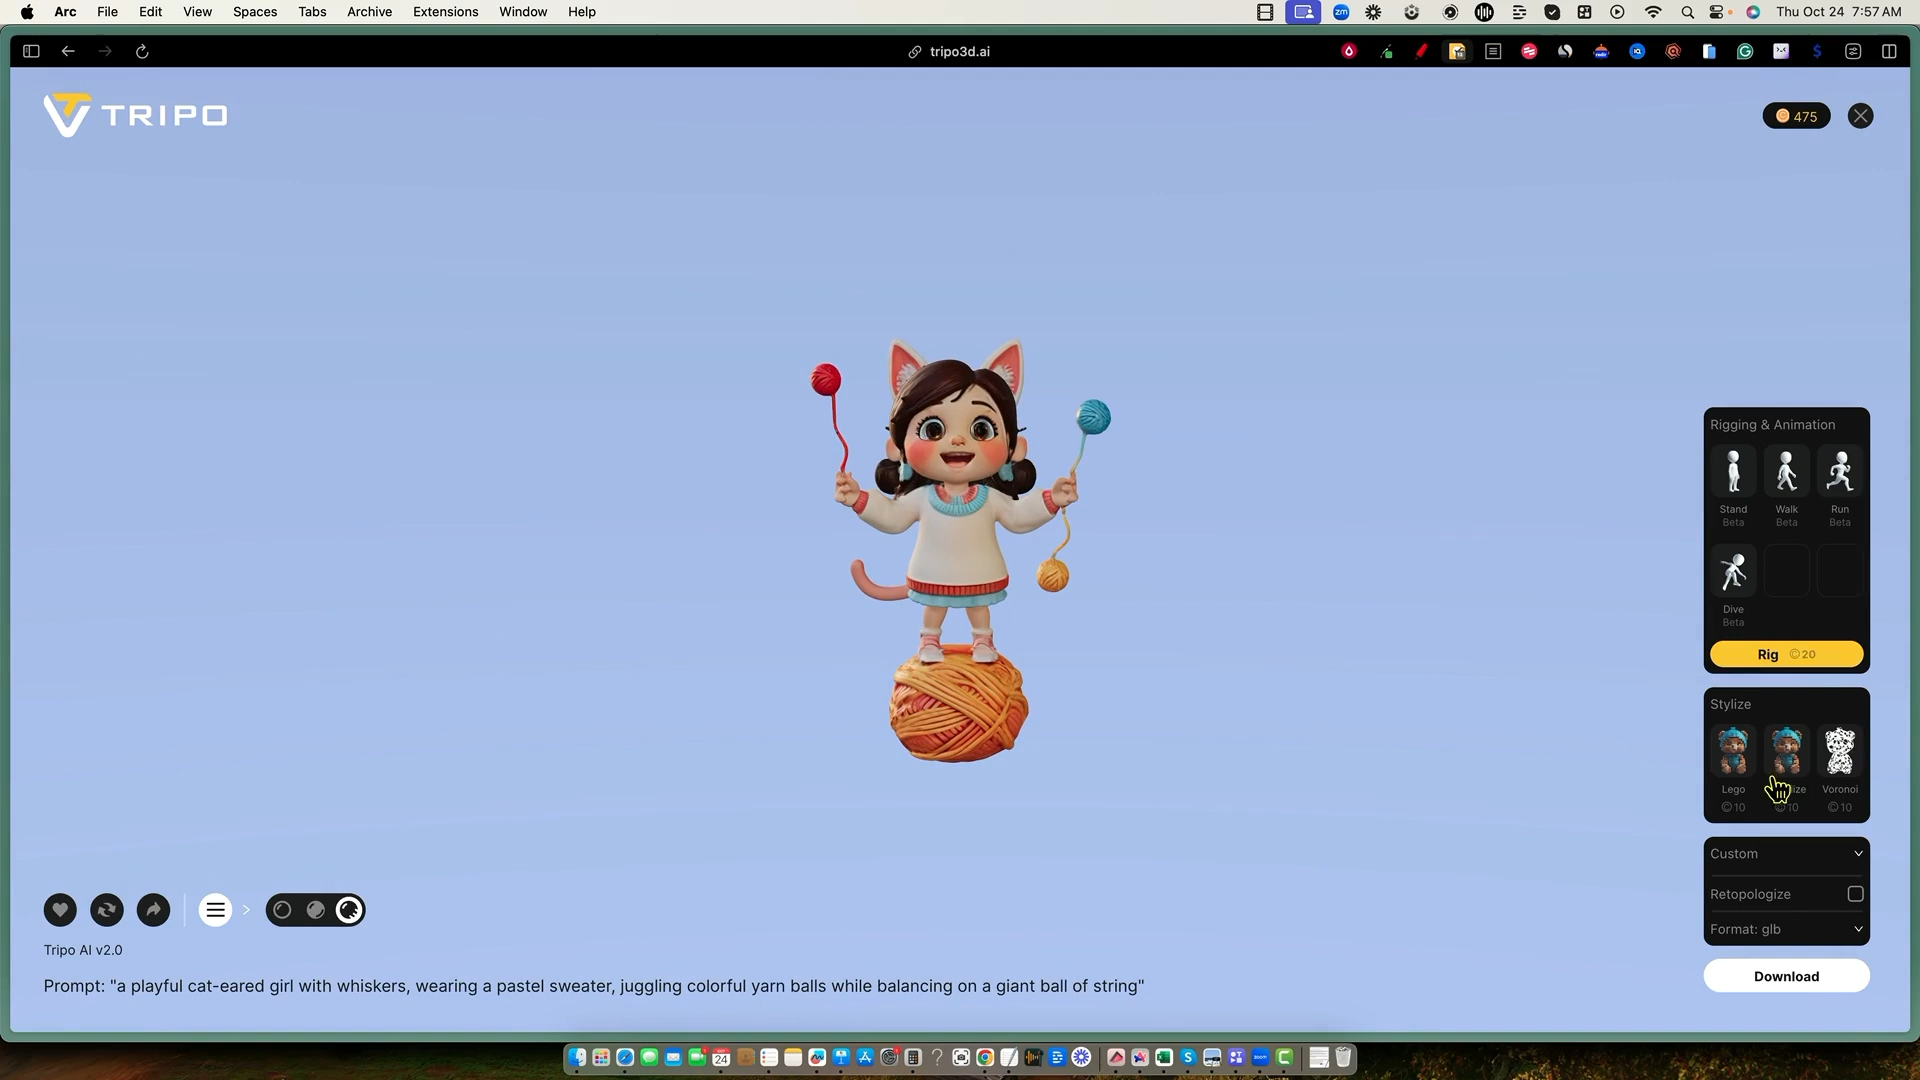 Arc File Edit View Spaces Tabs Archive Extensions Window Help
Thu Oct 24 7:57 AM
tripo3d.ai
TRIPO
475
Rigging & Animation
Stand Walk Run
Beta Beta Beta
Dive
Beta
Rig 20
Stylize
Lego ize Voronoi
10 10 10
Custom
Retopologize
Format: glb
Download
Tripo AI v2.0
Prompt: "a playful cat-eared girl with whiskers, wearing a pastel sweater, juggling colorful yarn balls while balancing on a giant ball of string"